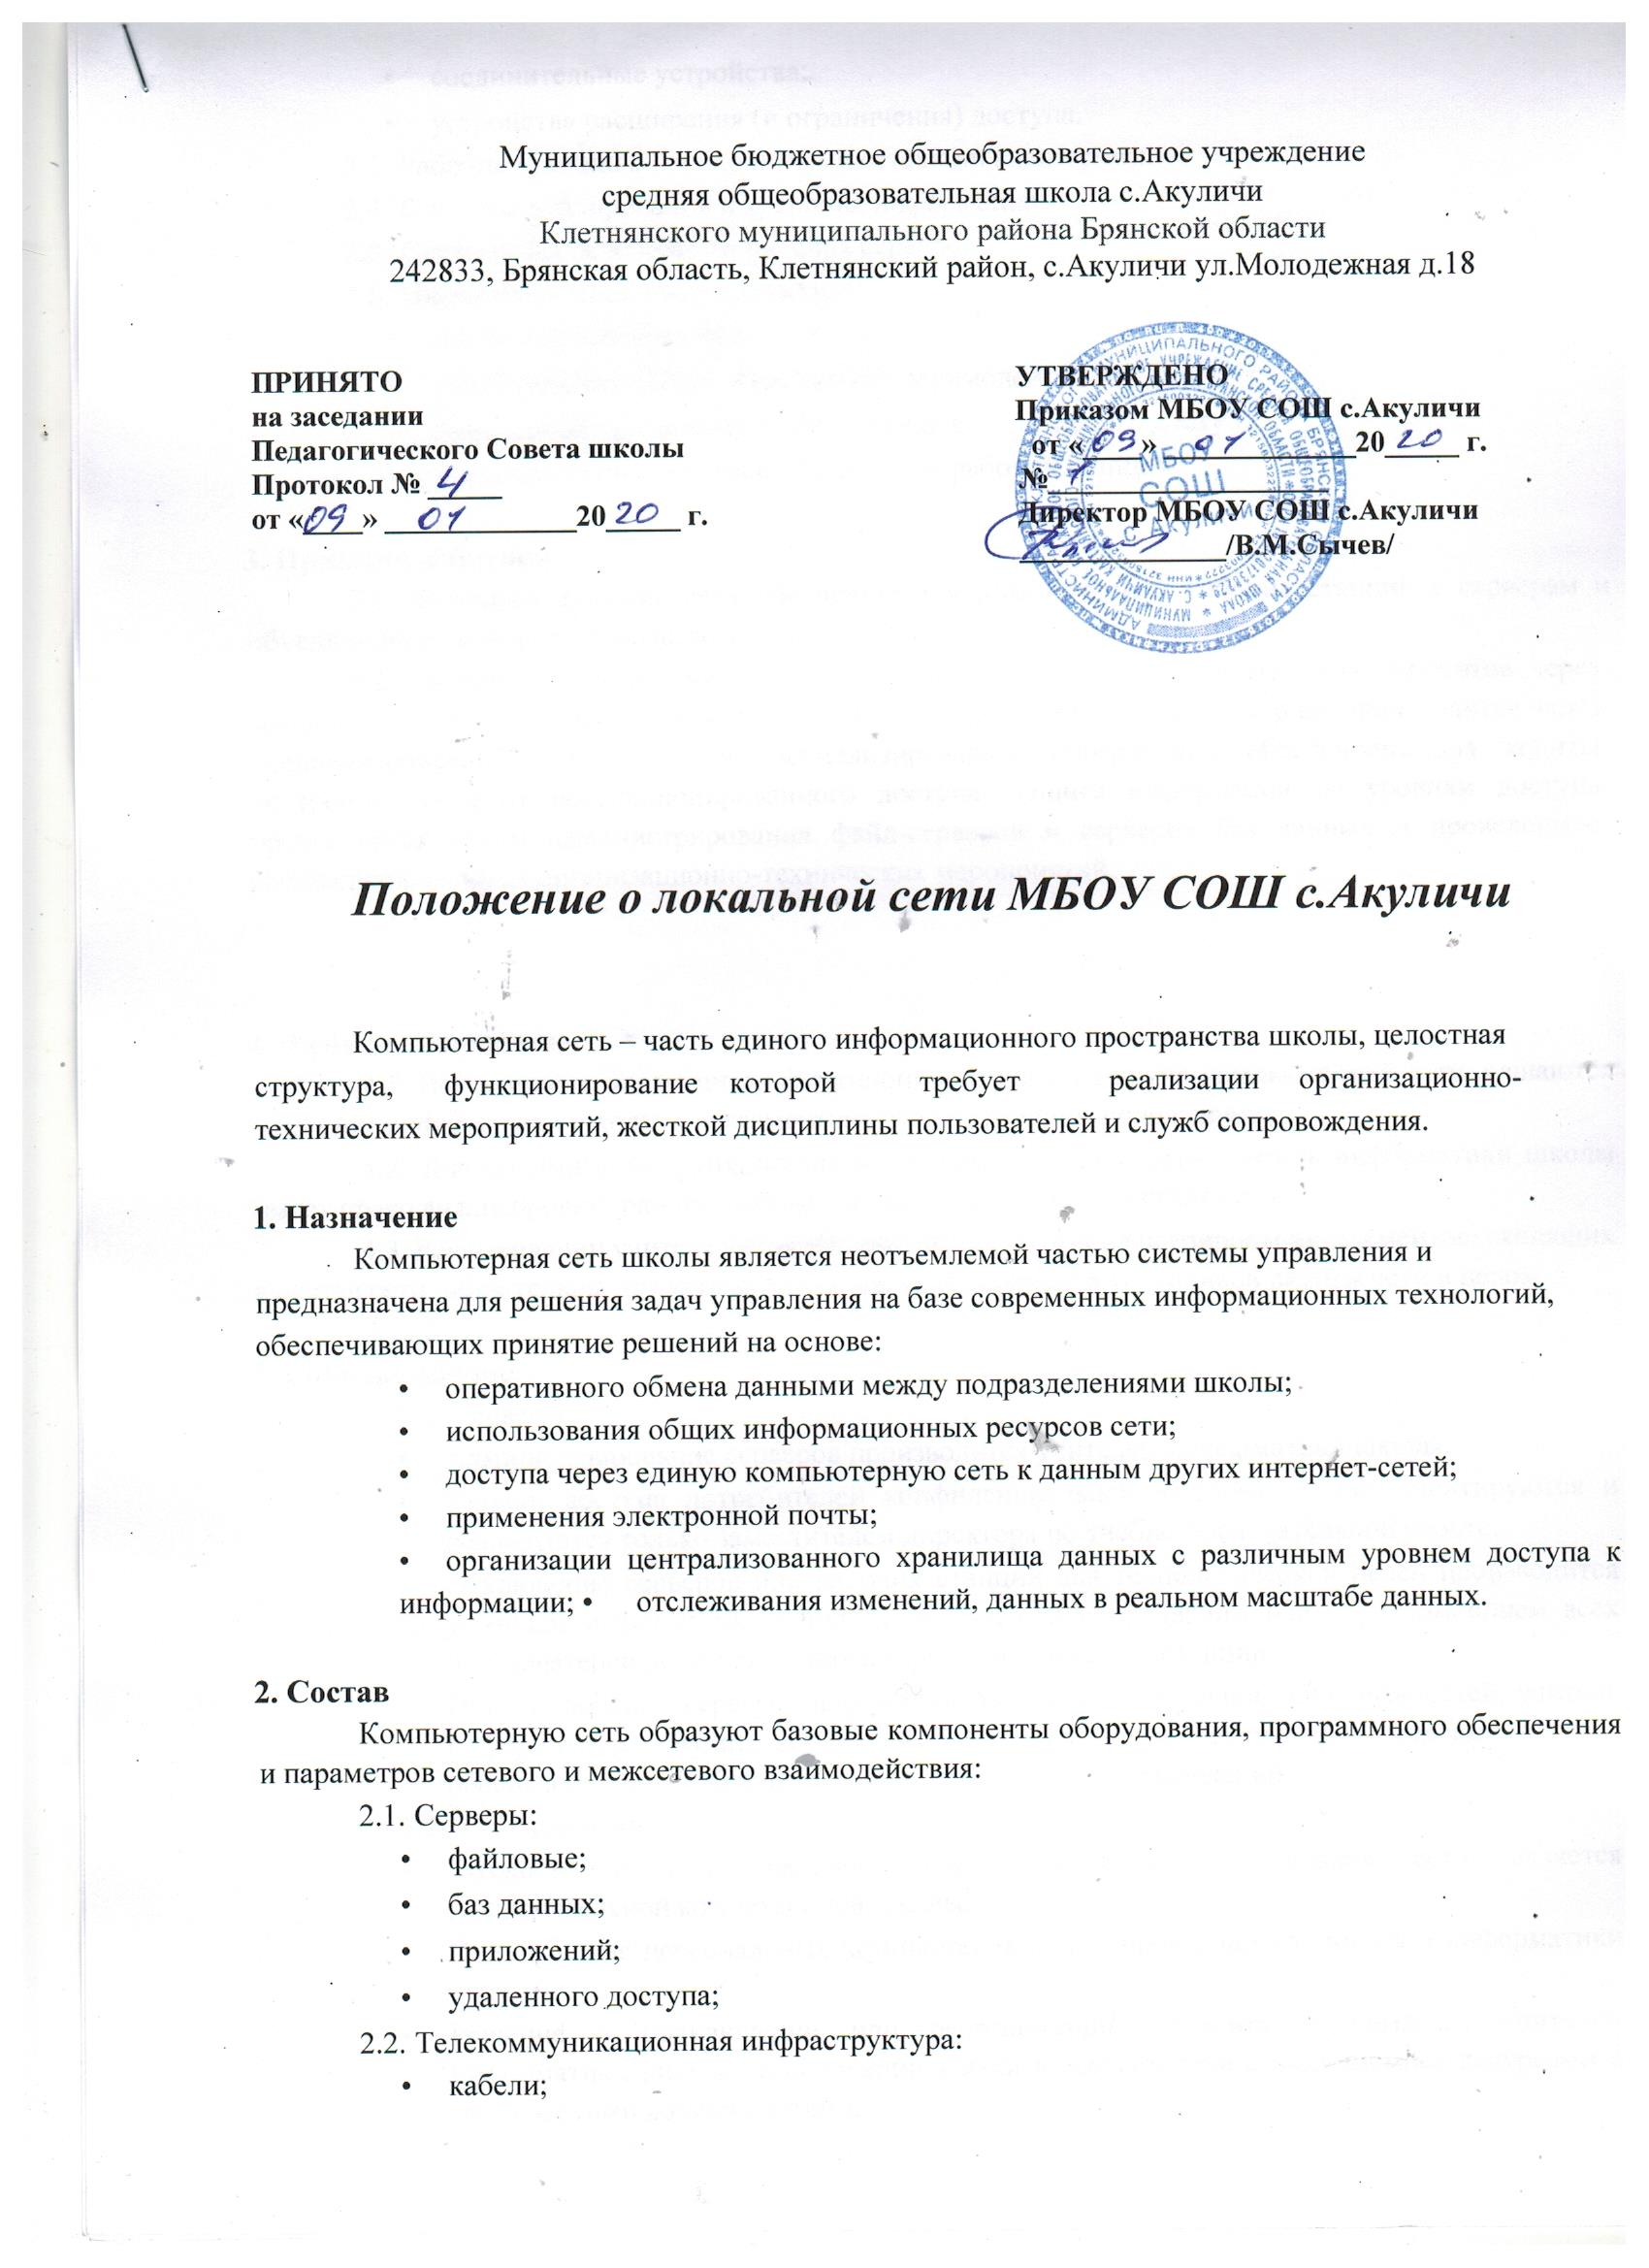 Муниципальное бюджетное общеобразовательное учреждение
средняя общеобразовательная школа с.Акуличи
Клетнянского муниципального района Брянской области
242833, Брянская область, Клетнянский район, с.Акуличи ул.Молодежная д.18
ПРИНЯТО
на заседании
Педагогического Совета школы
Протокол № 4
от «09» 01 2020 г.
УТВЕРЖДЕНО
Приказом МБОУ СОШ с.Акуличи
от «09» 01 2020 г.
№ 1
Директор МБОУ СОШ с.Акуличи
/В.М.Сычев/
МБОУ
СОШ
с. Акуличи
Положение о локальной сети МБОУ СОШ с.Акуличи
Компьютерная сеть – часть единого информационного пространства школы, целостная
структура, функционирование которой требует реализации организационно-
технических мероприятий, жесткой дисциплины пользователей и служб сопровождения.
1. Назначение
Компьютерная сеть школы является неотъемлемой частью системы управления и
предназначена для решения задач управления на базе современных информационных технологий,
обеспечивающих принятие решений на основе:
• оперативного обмена данными между подразделениями школы;
• использования общих информационных ресурсов сети;
• доступа через единую компьютерную сеть к данным других интернет-сетей;
• применения электронной почты;
• организации централизованного хранилища данных с различным уровнем доступа к
информации; • отслеживания изменений, данных в реальном масштабе данных.
2. Состав
Компьютерную сеть образуют базовые компоненты оборудования, программного обеспечения
и параметров сетевого и межсетевого взаимодействия:
2.1. Серверы:
• файловые;
• баз данных;
• приложений;
• удаленного доступа;
2.2. Телекоммуникационная инфраструктура:
• кабели;